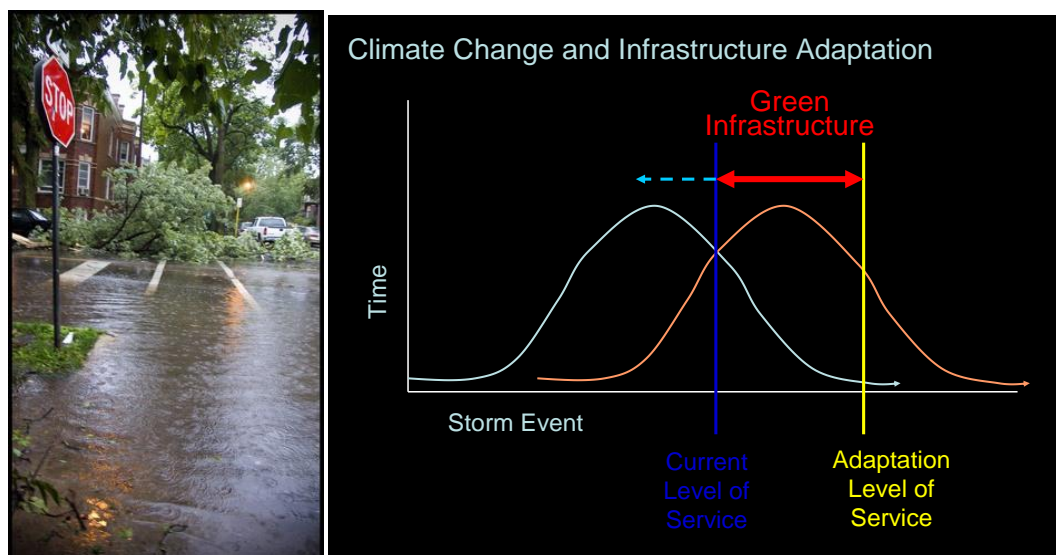 STOP
Climate Change and Infrastructure Adaptation
Green
Infrastructure
Time
Storm Event
Current
Level of
Service
Adaptation
Level of
Service